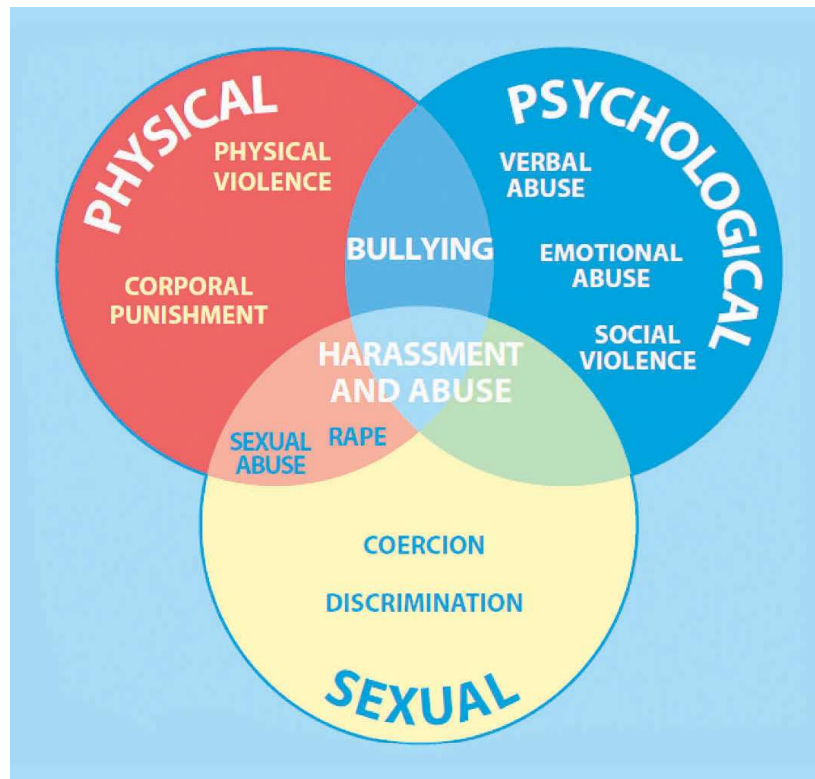 PHYSICAL
PHYSICAL
VIOLENCE
CORPORAL
PUNISHMENT
PSYCHOLOGICAL
VERBAL
ABUSE
EMOTIONAL
ABUSE
SOCIAL
VIOLENCE
BULLYING
HARASSMENT
AND ABUSE
SEXUAL
ABUSE
RAPE
COERCION
DISCRIMINATION
SEXUAL